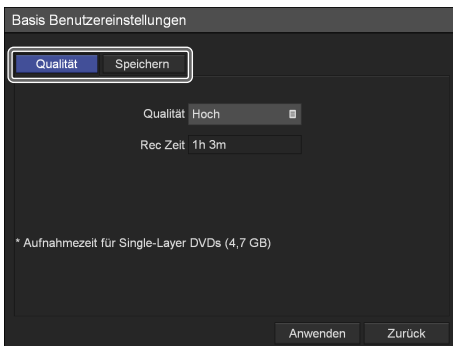 Basis Benutzereinstellungen
Qualität Speichern
Qualität Hoch
Rec Zeit 1h 3m
* Aufnahmezeit für Single-Layer DVDs (4,7 GB)
Anwenden Zurück